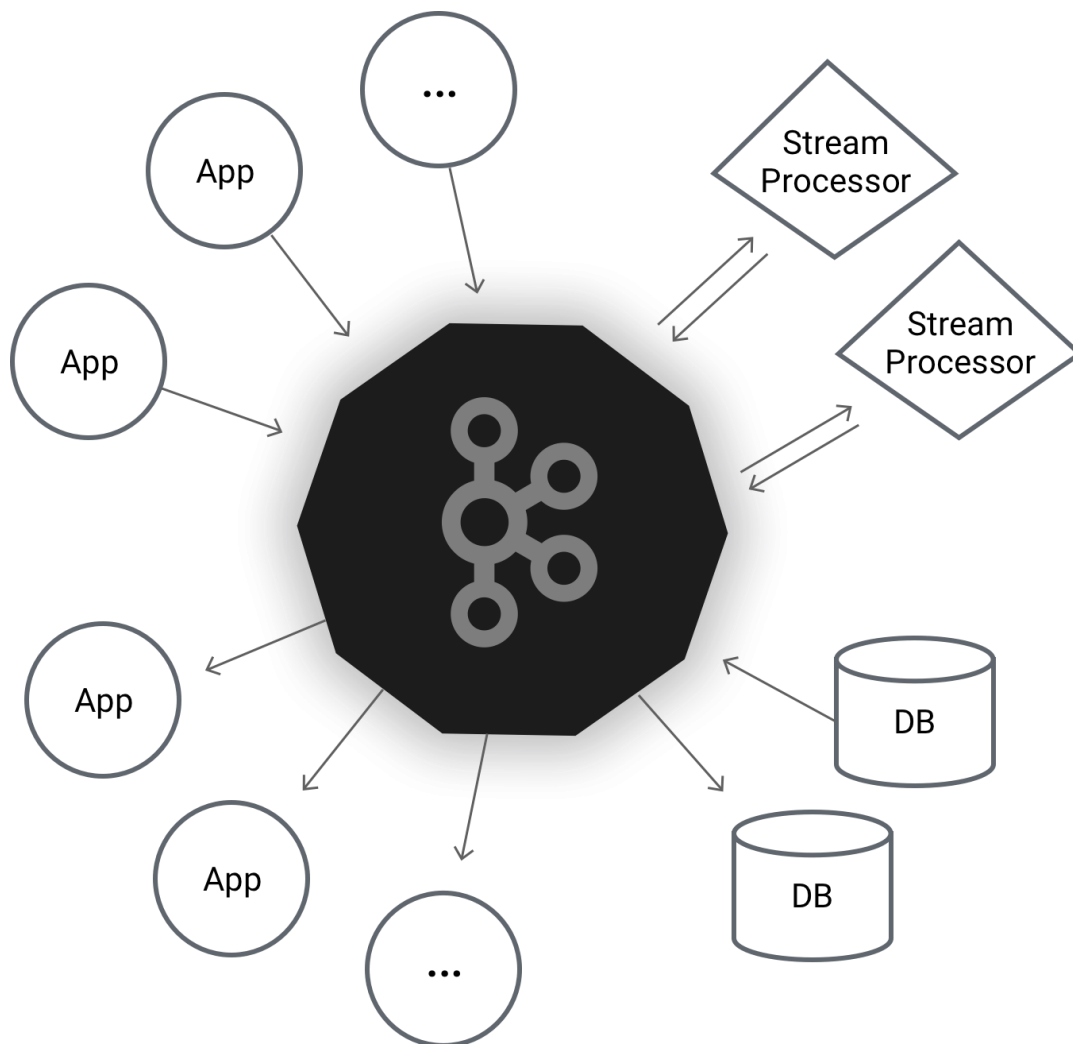 ...
App
App
Stream
Processor
Stream
Processor
App
App
...
DB
DB